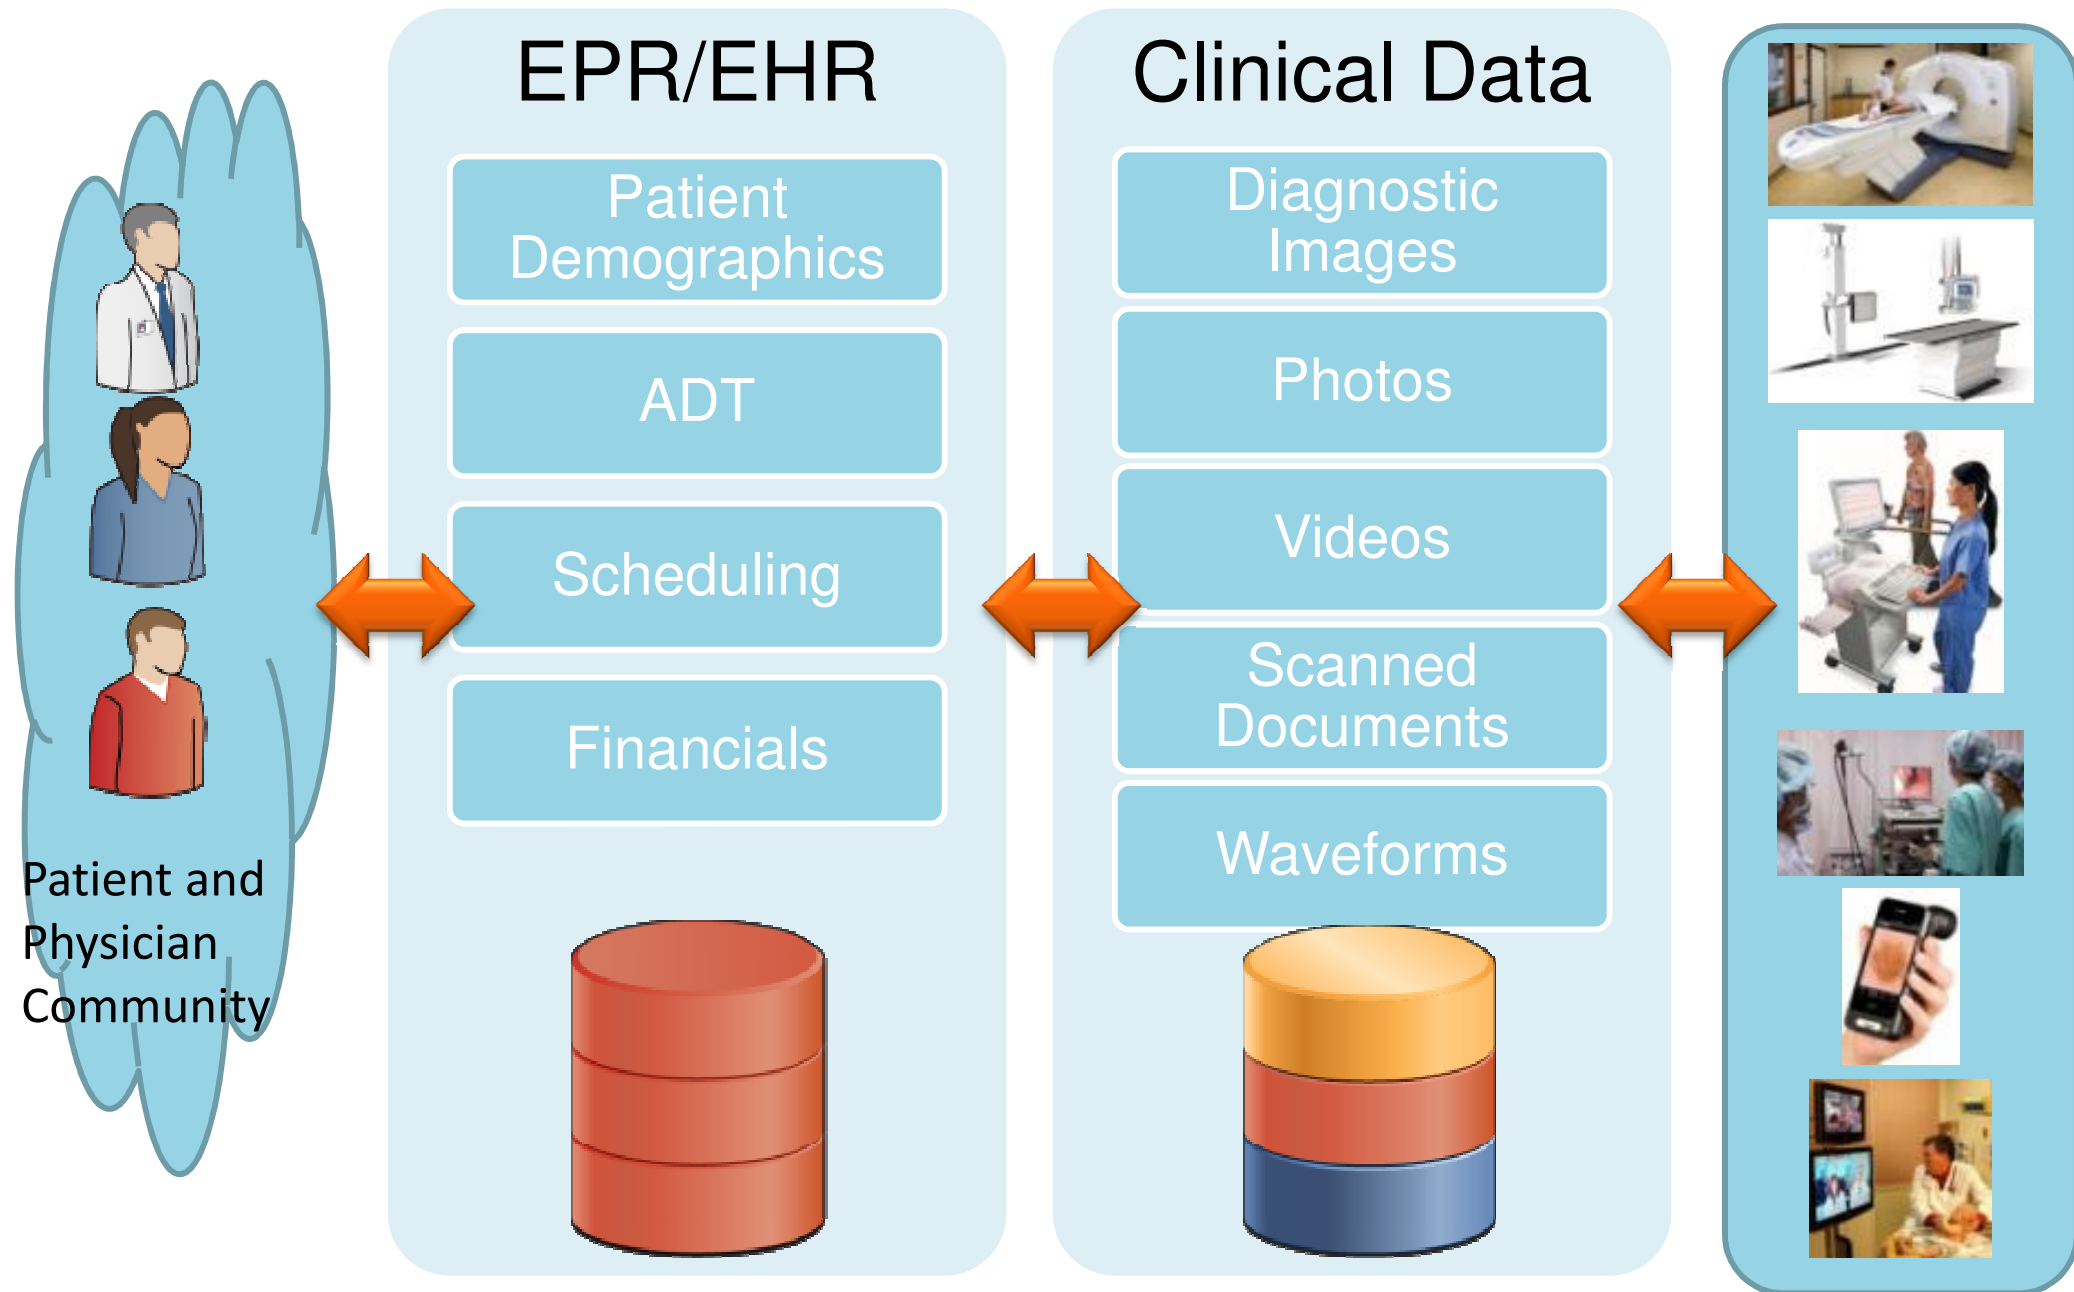 EPR/EHR
Patient
Demographics
ADT
Scheduling
Financials
Clinical Data
Diagnostic
Images
Photos
Videos
Scanned
Documents
Waveforms
Patient and
Physician
Community